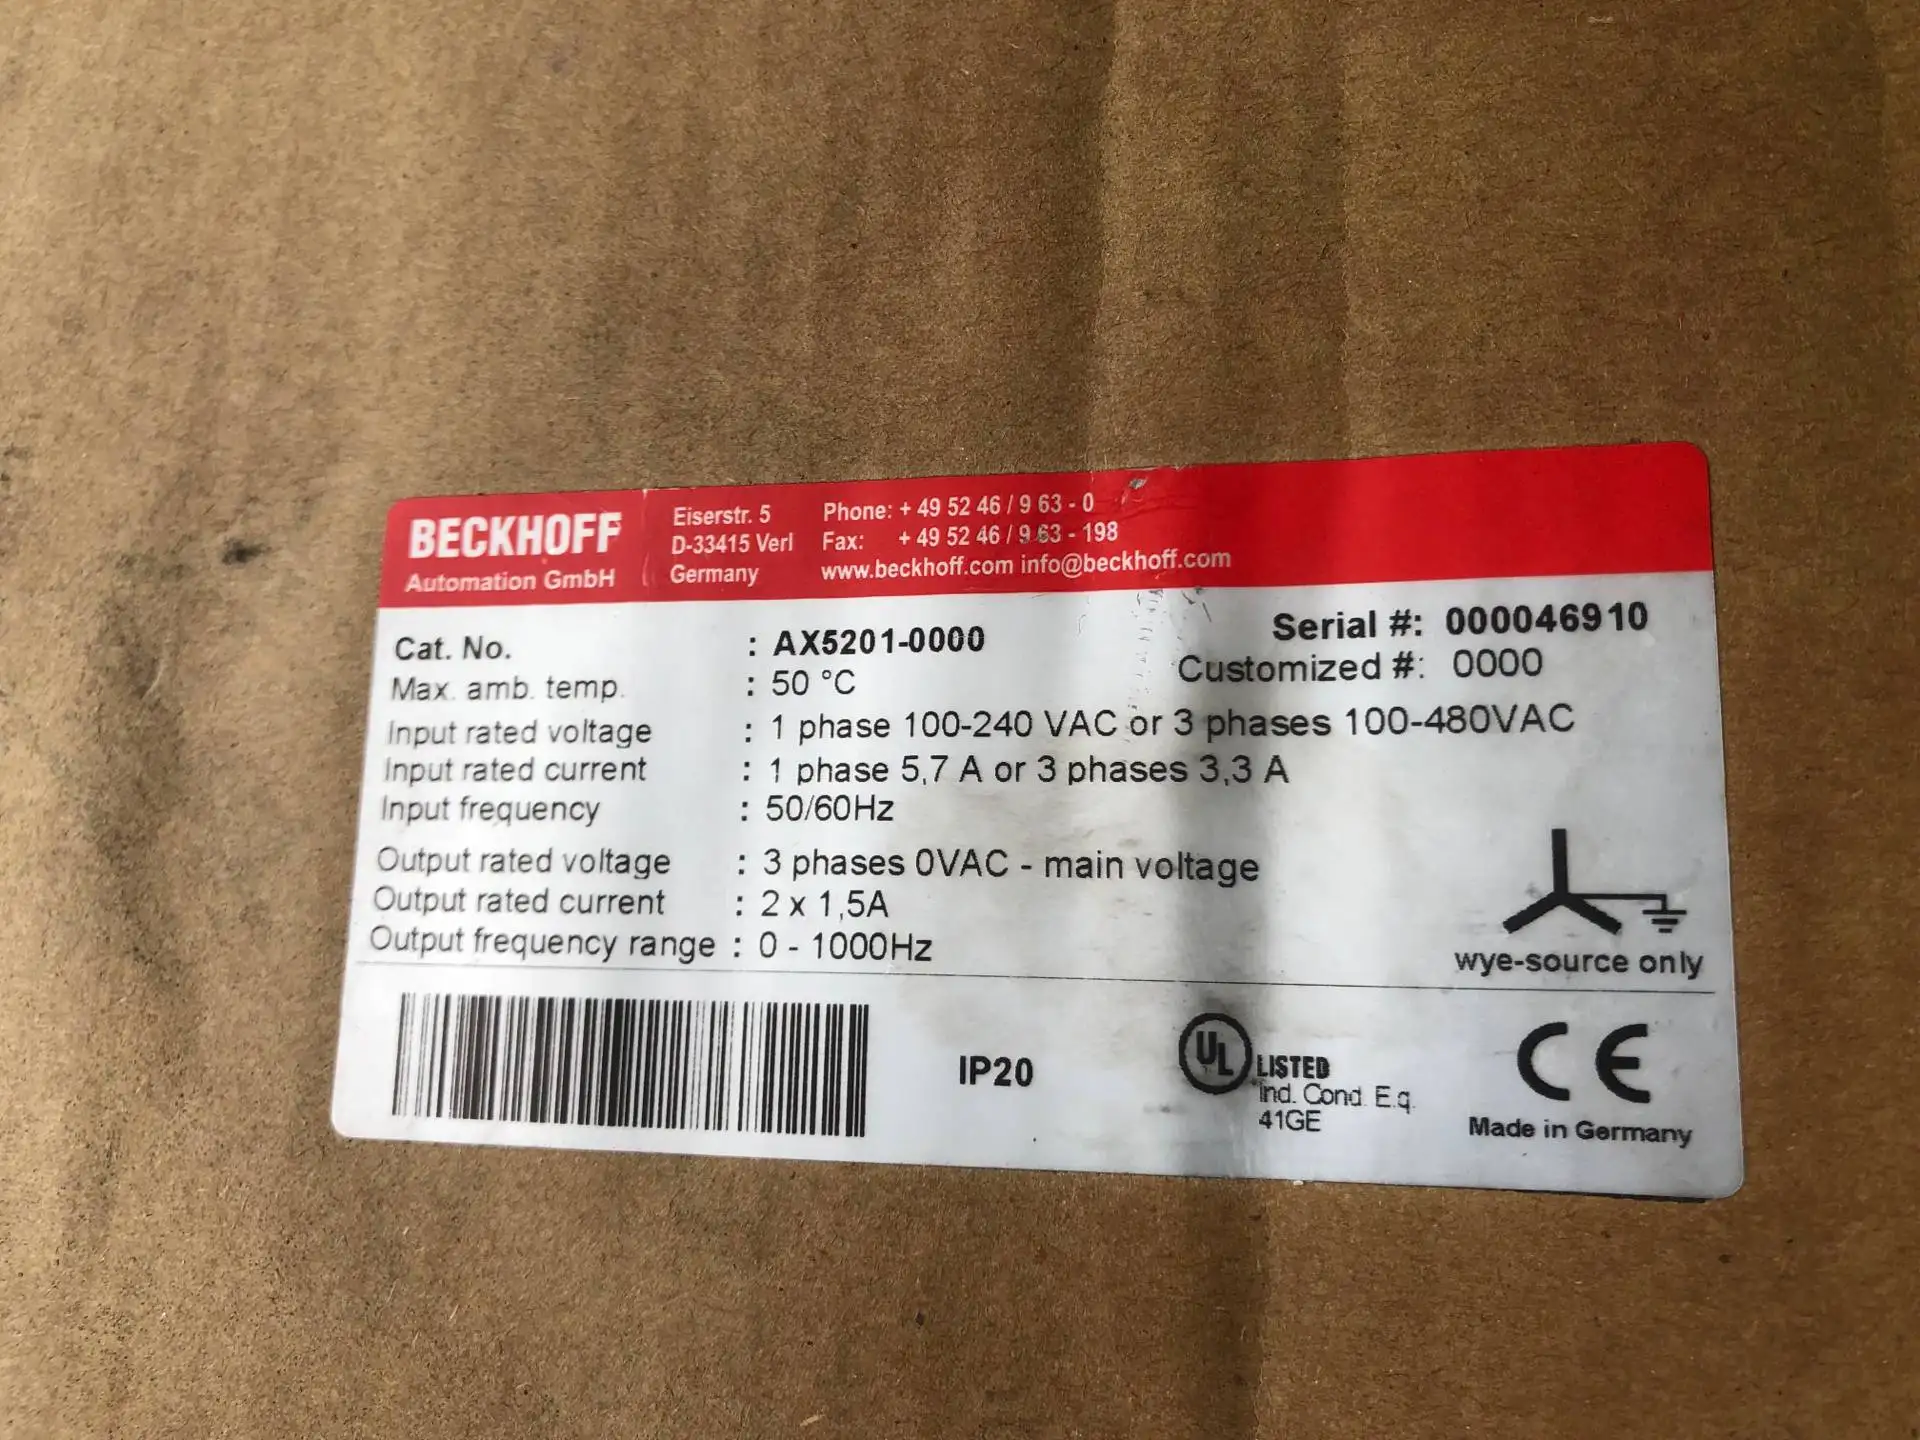 BECKHOFF
Automation GmbH
Eiserstr. 5
D-33415 Verl
Germany
Phone: + 49 52 46 / 9 63 - 0
Fax: + 49 52 46 / 9 63 - 198
www.beckhoff.com info@beckhoff.com
Serial #: 000046910
Customized #: 0000
Cat. No. : AX5201-0000
Max. amb. temp. : 50 °C
Input rated voltage : 1 phase 100-240 VAC or 3 phases 100-480VAC
Input rated current : 1 phase 5,7 A or 3 phases 3,3 A
Input frequency : 50/60Hz
Output rated voltage : 3 phases 0VAC - main voltage
Output rated current : 2 x 1,5A
Output frequency range : 0 - 1000Hz
wye-source only
IP20
UL LISTED
Ind. Cond. E.q.
41GE
CE
Made in Germany